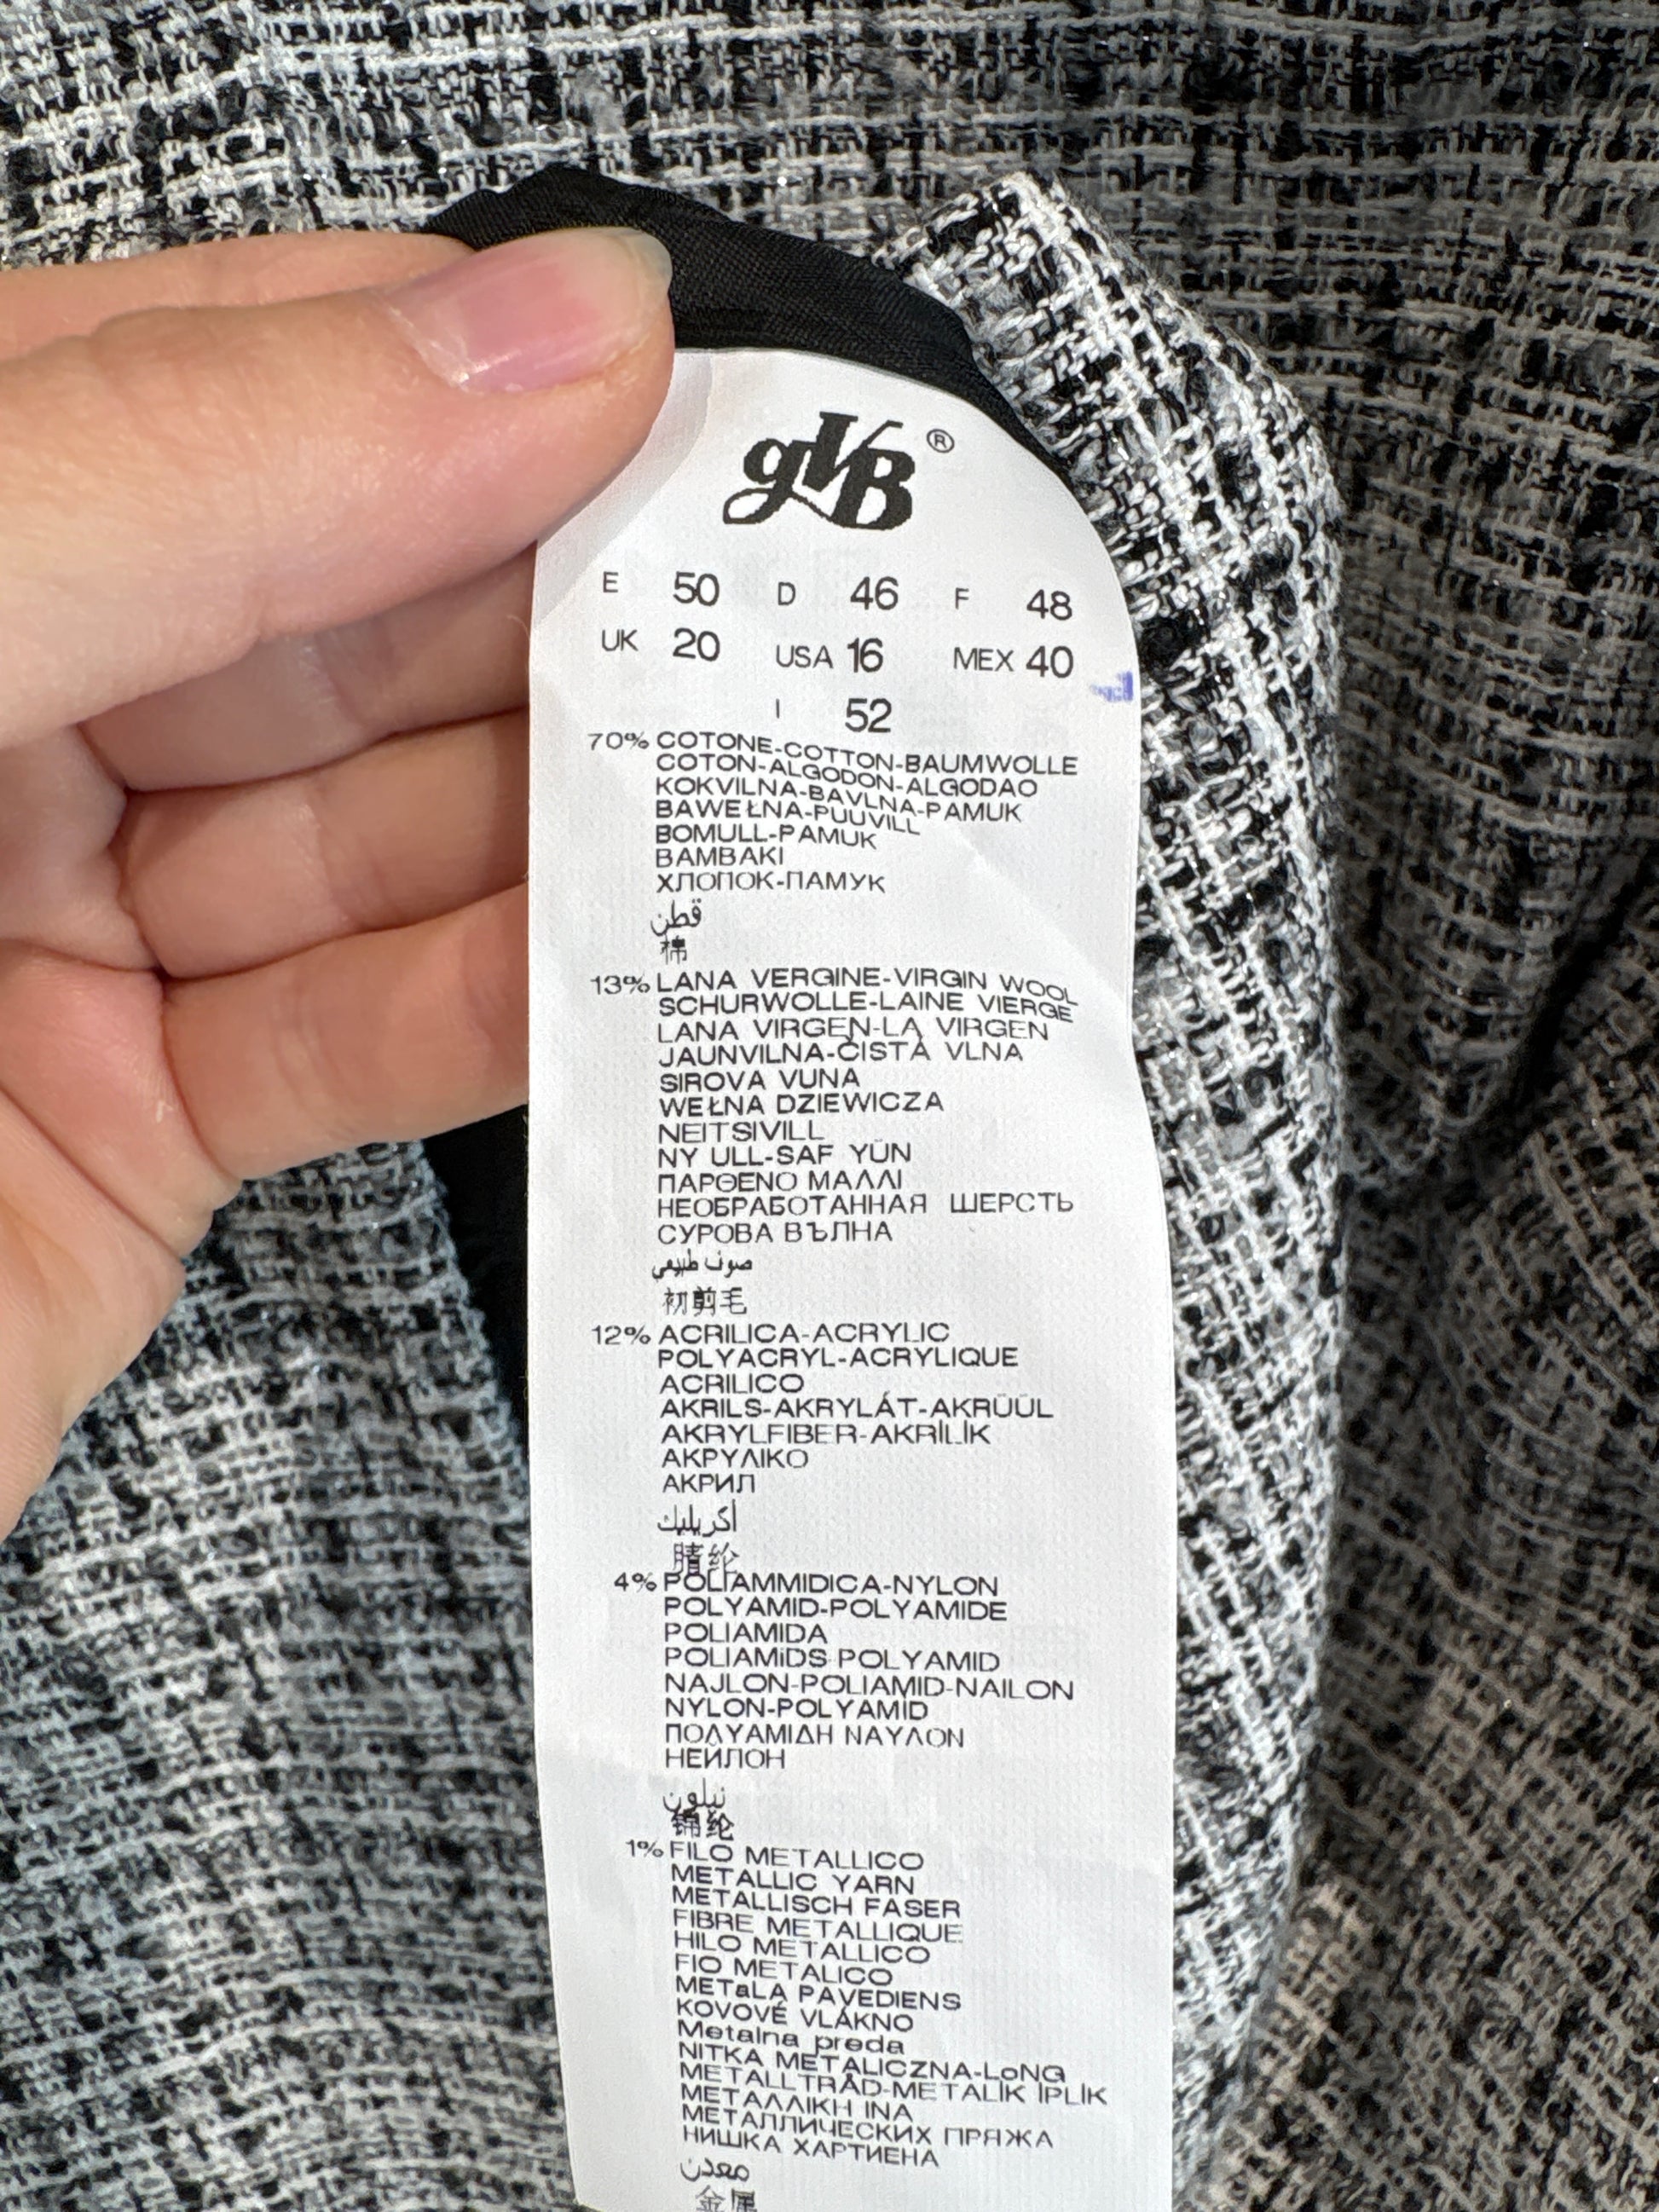 gVB ®
E 50 D 46 F 48
UK 20 USA 16 MEX 40
I 52
70% COTONE-COTTON-BAUMWOLLE
COTON-ALGODON-ALGODAO
KOKVILNA-BAVLNA-PAMUK
BAWEŁNA-PUUVILL
BOMULL-PAMUK
BAMBAKI
ХЛОПОК-ПАМУК
قطن
棉
13% LANA VERGINE-VIRGIN WOOL
SCHURWOLLE-LAINE VIERGE
LANA VIRGEN-LÀ VIRGEN
JAUNVILNA-ČISTÁ VLNA
SIROVA VUNA
WEŁNA DZIEWICZA
NEITSIVILL
NY ULL-SAF YÜN
ΠΑΡΘΕΝΟ ΜΑΛΛΙ
НЕОБРАБОТАННАЯ ШЕРСТЬ
СУРОВА ВЪЛНА
صوف طبيعي
初剪毛
12% ACRILICA-ACRYLIC
POLYACRYL-ACRYLIQUE
ACRILICO
AKRILS-AKRYLÁT-AKRÜÜL
AKRYLFIBER-AKRİLİK
ΑΚΡΥΛΙΚΟ
АКРИЛ
أكريليك
腈纶
4% POLIAMMIDICA-NYLON
POLYAMID-POLYAMIDE
POLIAMIDA
POLIAMiDS-POLYAMID
NAJLON-POLIAMID-NAILON
NYLON-POLYAMID
ΠΟΛΥΑΜΙΔΗ ΝΑΥΛΟΝ
НЕЙЛОН
نيلون
锦纶
1% FILO METALLICO
METALLIC YARN
METALLISCH FASER
FIBRE METALLIQUE
HILO METALLICO
FIO METALICO
METaLA PAVEDIENS
KOVOVÉ VLÁKNO
Metalna preda
NITKA METALICZNA-LoNG
METALLTRÅD-METALİK İPLİK
ΜΕΤΑΛΛΙΚΗ ΙΝΑ
МЕТАЛЛИЧЕСКИХ ПРЯЖА
НИШКА ХАРТИЕНА
معدن
金属